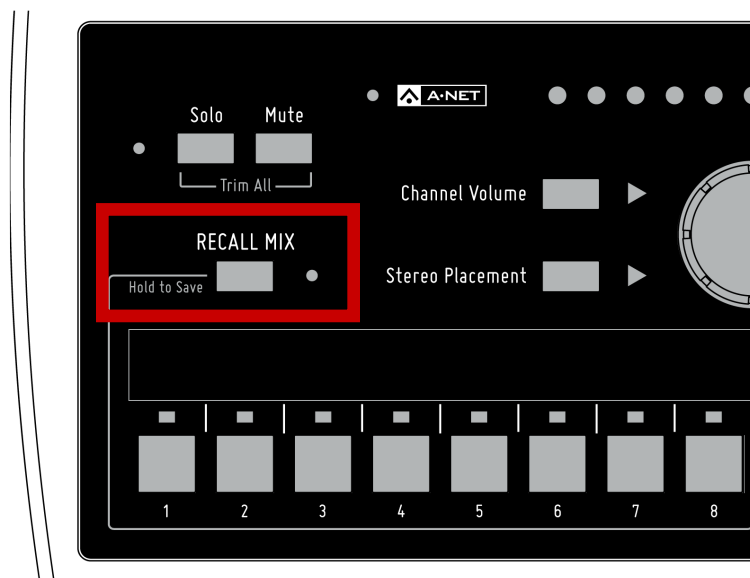 A·NET
Solo Mute
Trim All
Channel Volume
RECALL MIX
Hold to Save
Stereo Placement
1 2 3 4 5 6 7 8